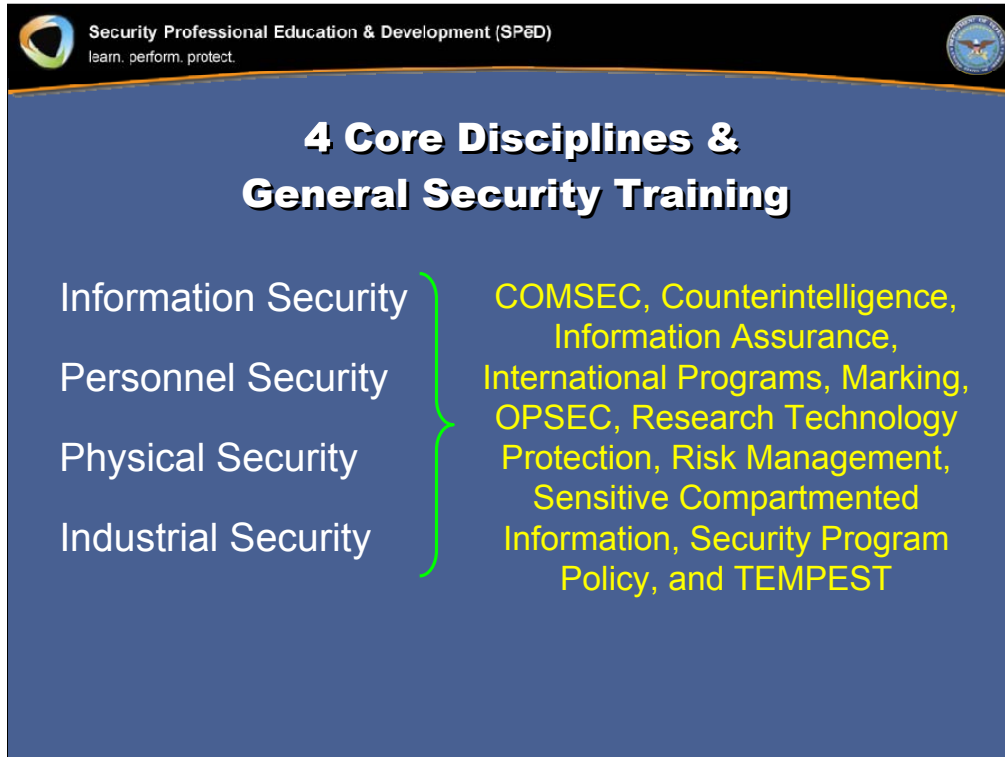 Security Professional Education & Development (SPēD)
learn. perform. protect.
4 Core Disciplines &
General Security Training
Information Security
Personnel Security
Physical Security
Industrial Security
COMSEC, Counterintelligence,
Information Assurance,
International Programs, Marking,
OPSEC, Research Technology
Protection, Risk Management,
Sensitive Compartmented
Information, Security Program
Policy, and TEMPEST